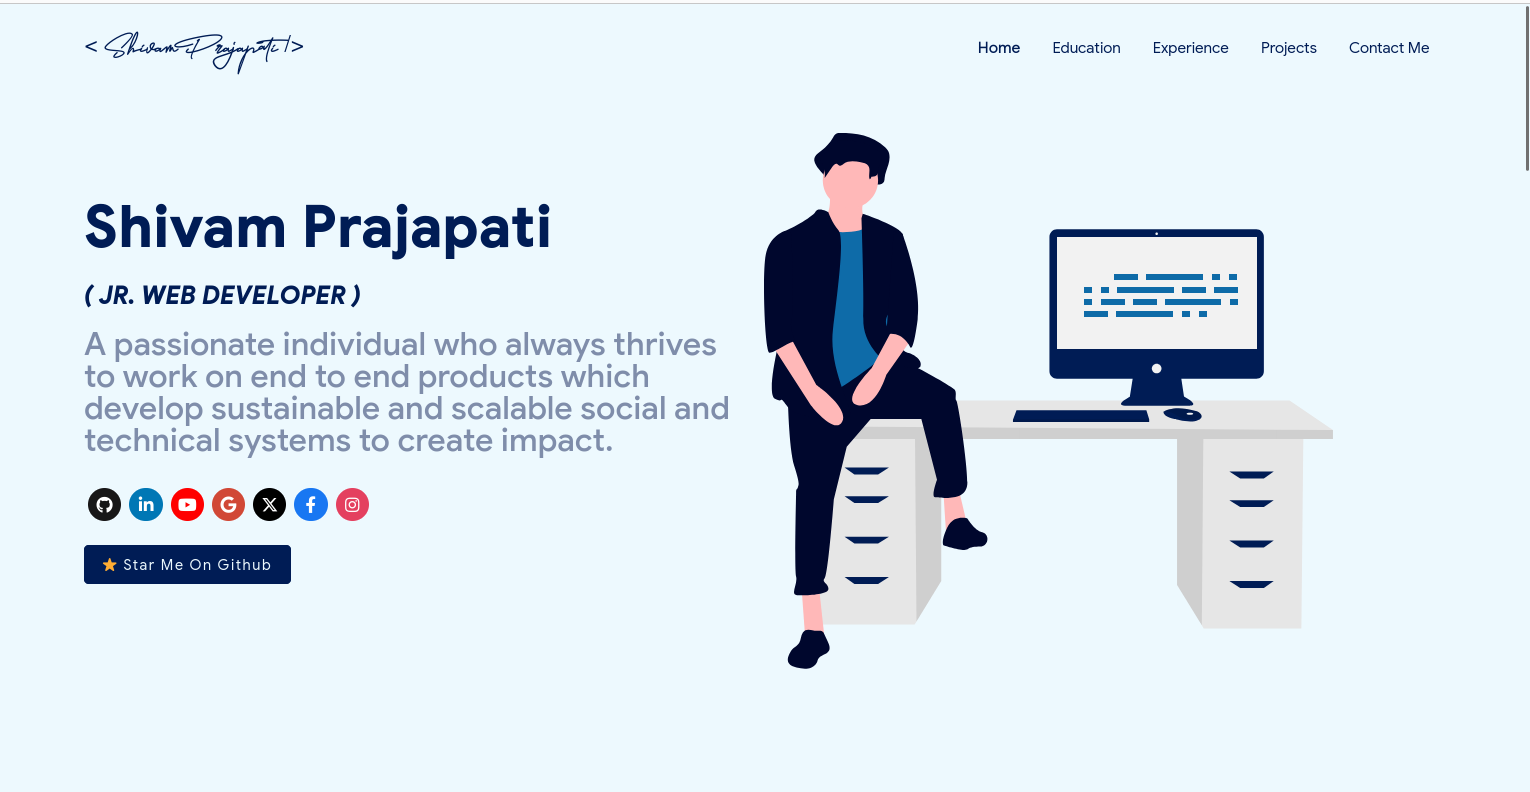 < Shivam Prajapati />
Home Education Experience Projects Contact Me
Shivam Prajapati
( JR. WEB DEVELOPER )
A passionate individual who always thrives
to work on end to end products which
develop sustainable and scalable social and
technical systems to create impact.
Star Me On Github